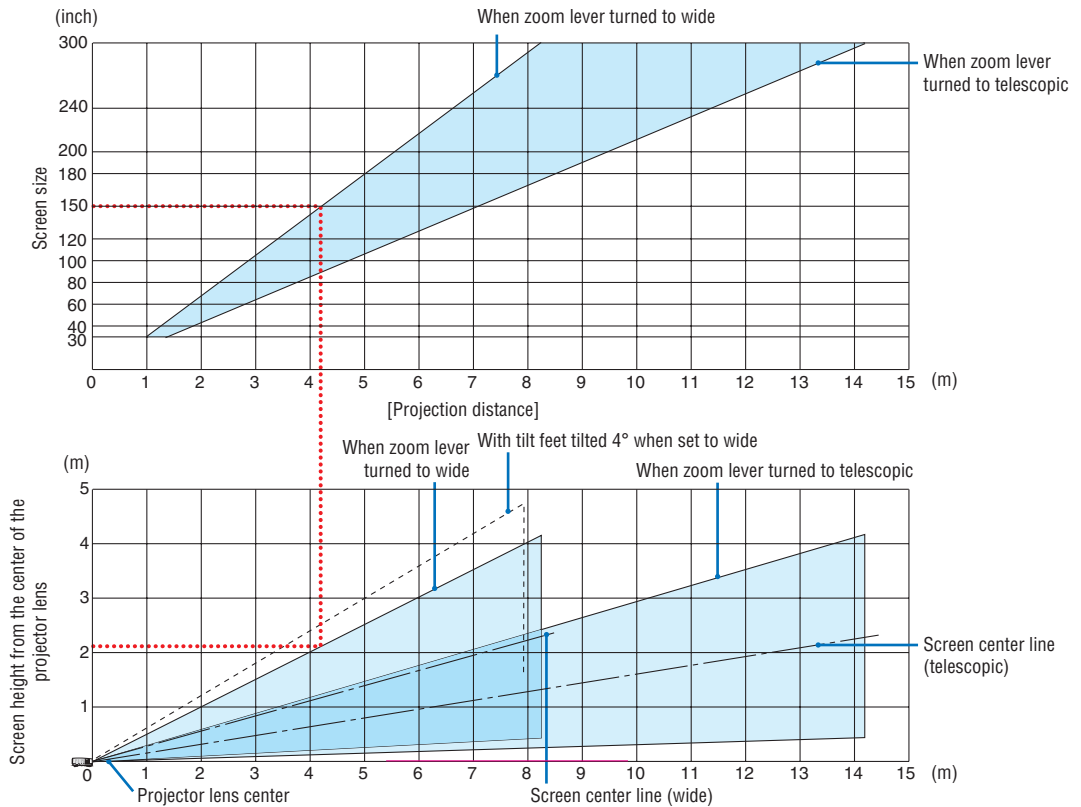 (inch)
When zoom lever turned to wide
When zoom lever
turned to telescopic
Screen size
300
240
200
180
150
120
100
80
60
40
30
0 1 2 3 4 5 6 7 8 9 10 11 12 13 14 15 (m)
[Projection distance]
(m)
When zoom lever
turned to wide
With tilt feet tilted 4° when set to wide
When zoom lever turned to telescopic
Screen height from the center of the
projector lens
5
4
3
2
1
Screen center line
(telescopic)
0 1 2 3 4 5 6 7 8 9 10 11 12 13 14 15 (m)
Projector lens center
Screen center line (wide)